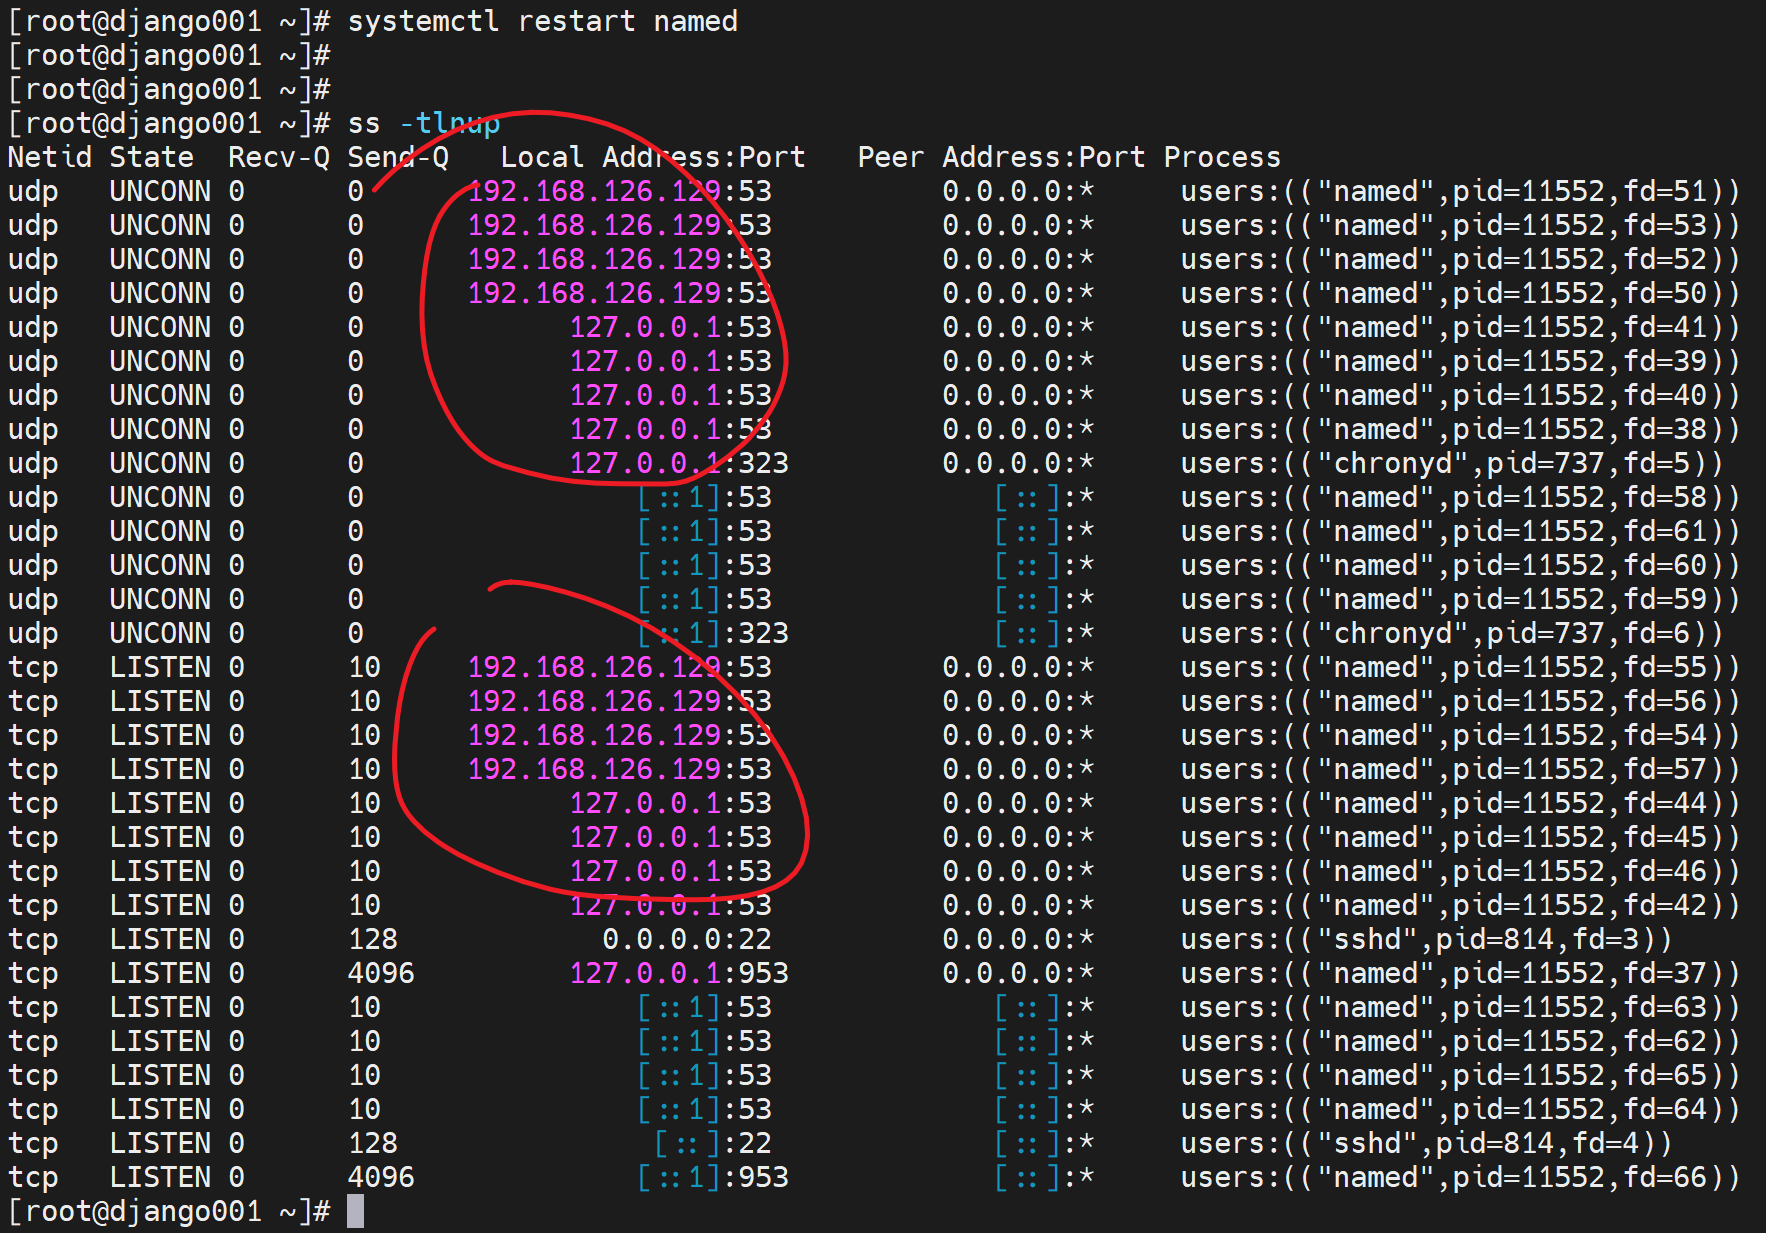 [root@django001 ~]# systemctl restart named
[root@django001 ~]#
[root@django001 ~]#
[root@django001 ~]# ss -tlnup
Netid State  Recv-Q Send-Q   Local Address:Port   Peer Address:Port Process
udp   UNCONN 0      0      192.168.126.129:53          0.0.0.0:*     users:(("named",pid=11552,fd=51))
udp   UNCONN 0      0      192.168.126.129:53          0.0.0.0:*     users:(("named",pid=11552,fd=53))
udp   UNCONN 0      0      192.168.126.129:53          0.0.0.0:*     users:(("named",pid=11552,fd=52))
udp   UNCONN 0      0      192.168.126.129:53          0.0.0.0:*     users:(("named",pid=11552,fd=50))
udp   UNCONN 0      0            127.0.0.1:53          0.0.0.0:*     users:(("named",pid=11552,fd=41))
udp   UNCONN 0      0            127.0.0.1:53          0.0.0.0:*     users:(("named",pid=11552,fd=39))
udp   UNCONN 0      0            127.0.0.1:53          0.0.0.0:*     users:(("named",pid=11552,fd=40))
udp   UNCONN 0      0            127.0.0.1:53          0.0.0.0:*     users:(("named",pid=11552,fd=38))
udp   UNCONN 0      0            127.0.0.1:323         0.0.0.0:*     users:(("chronyd",pid=737,fd=5))
udp   UNCONN 0      0                [::1]:53             [::]:*     users:(("named",pid=11552,fd=58))
udp   UNCONN 0      0                [::1]:53             [::]:*     users:(("named",pid=11552,fd=61))
udp   UNCONN 0      0                [::1]:53             [::]:*     users:(("named",pid=11552,fd=60))
udp   UNCONN 0      0                [::1]:53             [::]:*     users:(("named",pid=11552,fd=59))
udp   UNCONN 0      0                [::1]:323            [::]:*     users:(("chronyd",pid=737,fd=6))
tcp   LISTEN 0      10     192.168.126.129:53          0.0.0.0:*     users:(("named",pid=11552,fd=55))
tcp   LISTEN 0      10     192.168.126.129:53          0.0.0.0:*     users:(("named",pid=11552,fd=56))
tcp   LISTEN 0      10     192.168.126.129:53          0.0.0.0:*     users:(("named",pid=11552,fd=54))
tcp   LISTEN 0      10     192.168.126.129:53          0.0.0.0:*     users:(("named",pid=11552,fd=57))
tcp   LISTEN 0      10           127.0.0.1:53          0.0.0.0:*     users:(("named",pid=11552,fd=44))
tcp   LISTEN 0      10           127.0.0.1:53          0.0.0.0:*     users:(("named",pid=11552,fd=45))
tcp   LISTEN 0      10           127.0.0.1:53          0.0.0.0:*     users:(("named",pid=11552,fd=46))
tcp   LISTEN 0      10           127.0.0.1:53          0.0.0.0:*     users:(("named",pid=11552,fd=42))
tcp   LISTEN 0      128            0.0.0.0:22          0.0.0.0:*     users:(("sshd",pid=814,fd=3))
tcp   LISTEN 0      4096         127.0.0.1:953         0.0.0.0:*     users:(("named",pid=11552,fd=37))
tcp   LISTEN 0      10               [::1]:53             [::]:*     users:(("named",pid=11552,fd=63))
tcp   LISTEN 0      10               [::1]:53             [::]:*     users:(("named",pid=11552,fd=62))
tcp   LISTEN 0      10               [::1]:53             [::]:*     users:(("named",pid=11552,fd=65))
tcp   LISTEN 0      10               [::1]:53             [::]:*     users:(("named",pid=11552,fd=64))
tcp   LISTEN 0      128               [::]:22             [::]:*     users:(("sshd",pid=814,fd=4))
tcp   LISTEN 0      4096             [::1]:953            [::]:*     users:(("named",pid=11552,fd=66))
[root@django001 ~]#